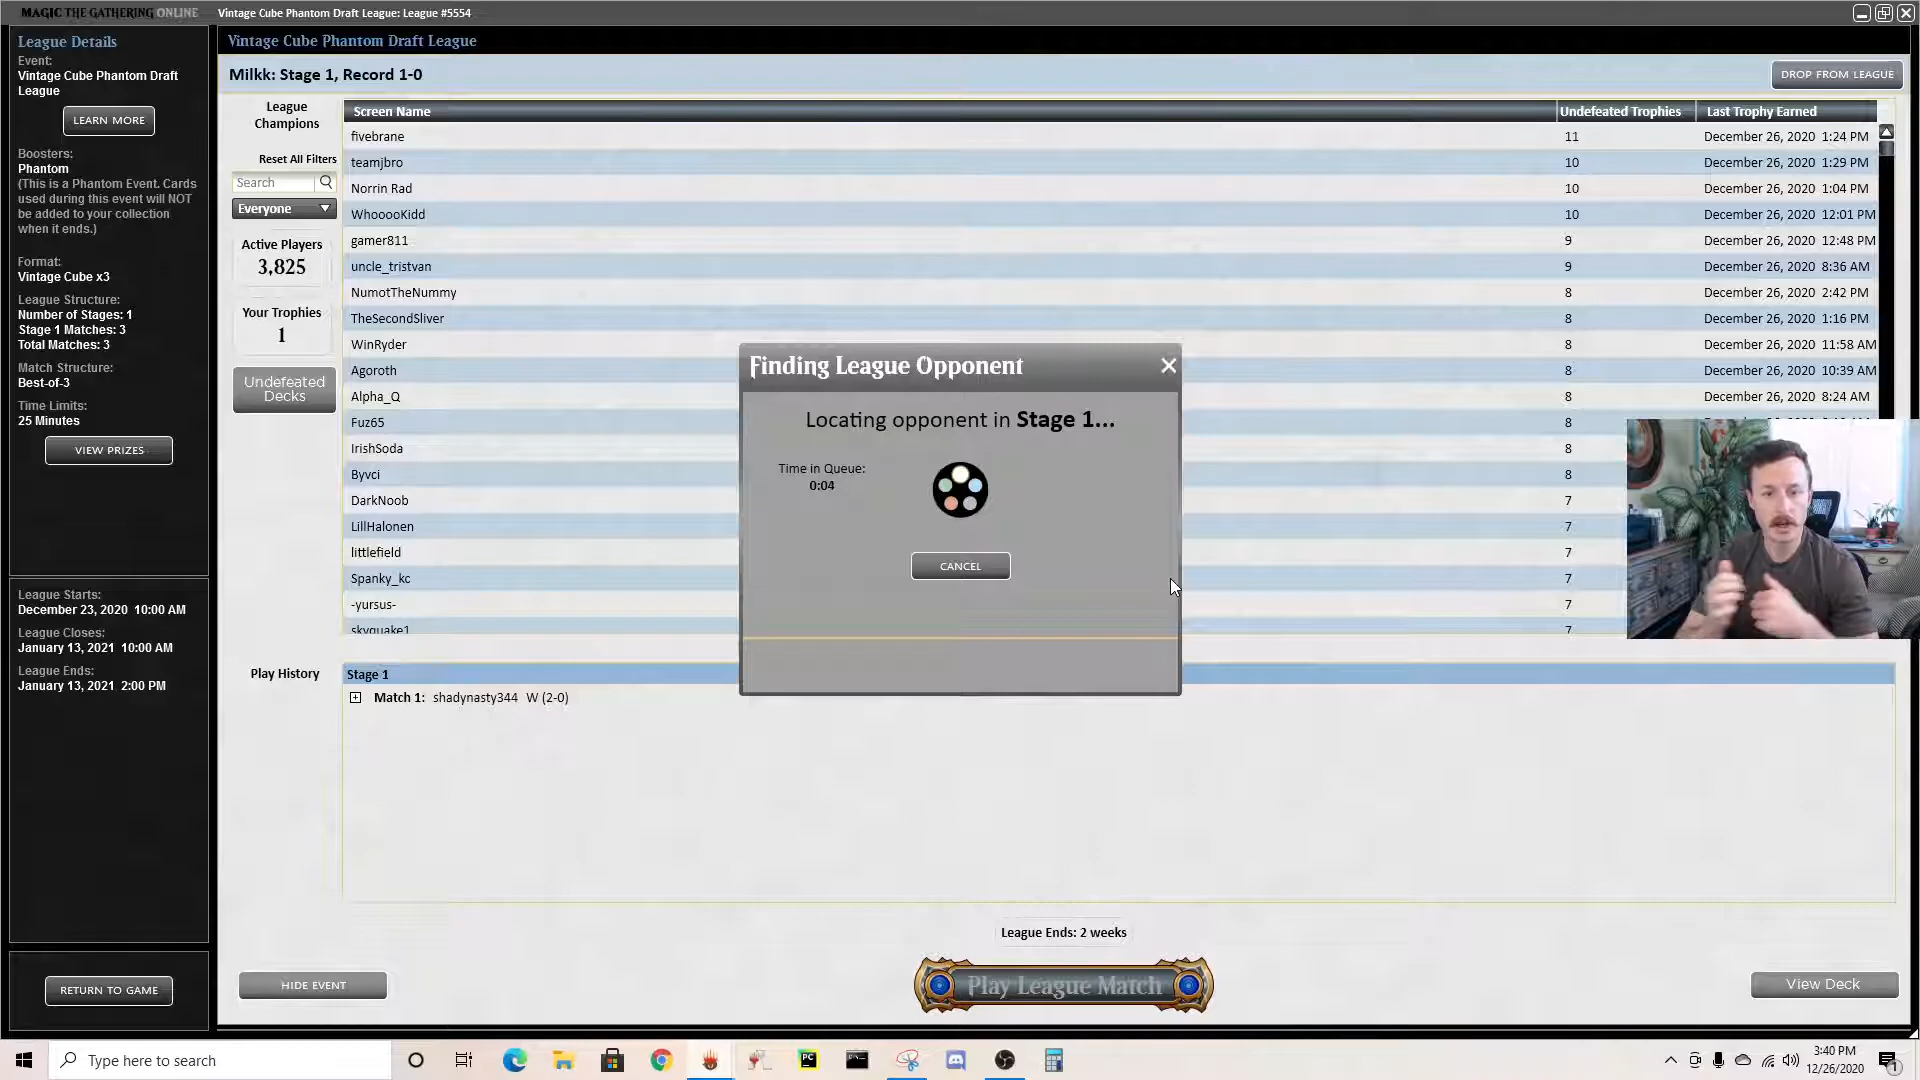 MAGIC THE GATHERING ONLINE
Vintage Cube Phantom Draft League: League #5554
League Details
Event:
Vintage Cube Phantom Draft
League
LEARN MORE
Boosters:
Phantom
(This is a Phantom Event. Cards
used during this event will NOT
be added to your collection
when it ends.)
Format:
Vintage Cube x3
League Structure:
Number of Stages: 1
Stage 1 Matches: 3
Total Matches: 3
Match Structure:
Best-of-3
Time Limits:
25 Minutes
VIEW PRIZES
League Starts:
December 23, 2020 10:00 AM
League Closes:
January 13, 2021 10:00 AM
League Ends:
January 13, 2021 2:00 PM
RETURN TO GAME
Vintage Cube Phantom Draft League
Milkk: Stage 1, Record 1-0
DROP FROM LEAGUE
League
Champions
Reset All Filters
Search
Everyone
Active Players
3,825
Your Trophies
1
Undefeated
Decks
Screen Name Undefeated Trophies Last Trophy Earned
fivebrane 11 December 26, 2020 1:24 PM
teamjbro 10 December 26, 2020 1:29 PM
Norrin Rad 10 December 26, 2020 1:04 PM
WhooooKidd 10 December 26, 2020 12:01 PM
gamer811 9 December 26, 2020 12:48 PM
uncle_tristvan 9 December 26, 2020 8:36 AM
NumotTheNummy 8 December 26, 2020 2:42 PM
TheSecondSliver 8 December 26, 2020 1:16 PM
WinRyder 8 December 26, 2020 11:58 AM
Agoroth 8 December 26, 2020 10:39 AM
Alpha_Q 8 December 26, 2020 8:24 AM
Fuz65 8
IrishSoda 8
Byvci 8
DarkNoob 7
LillHalonen 7
littlefield 7
Spanky_kc 7
-yursus- 7
skyquake1 7
Finding League Opponent
Locating opponent in Stage 1...
Time in Queue:
0:04
CANCEL
Play History
Stage 1
Match 1: shadynasty344 W (2-0)
League Ends: 2 weeks
HIDE EVENT
Play League Match
View Deck
Type here to search
PC
3:40 PM
12/26/2020
1